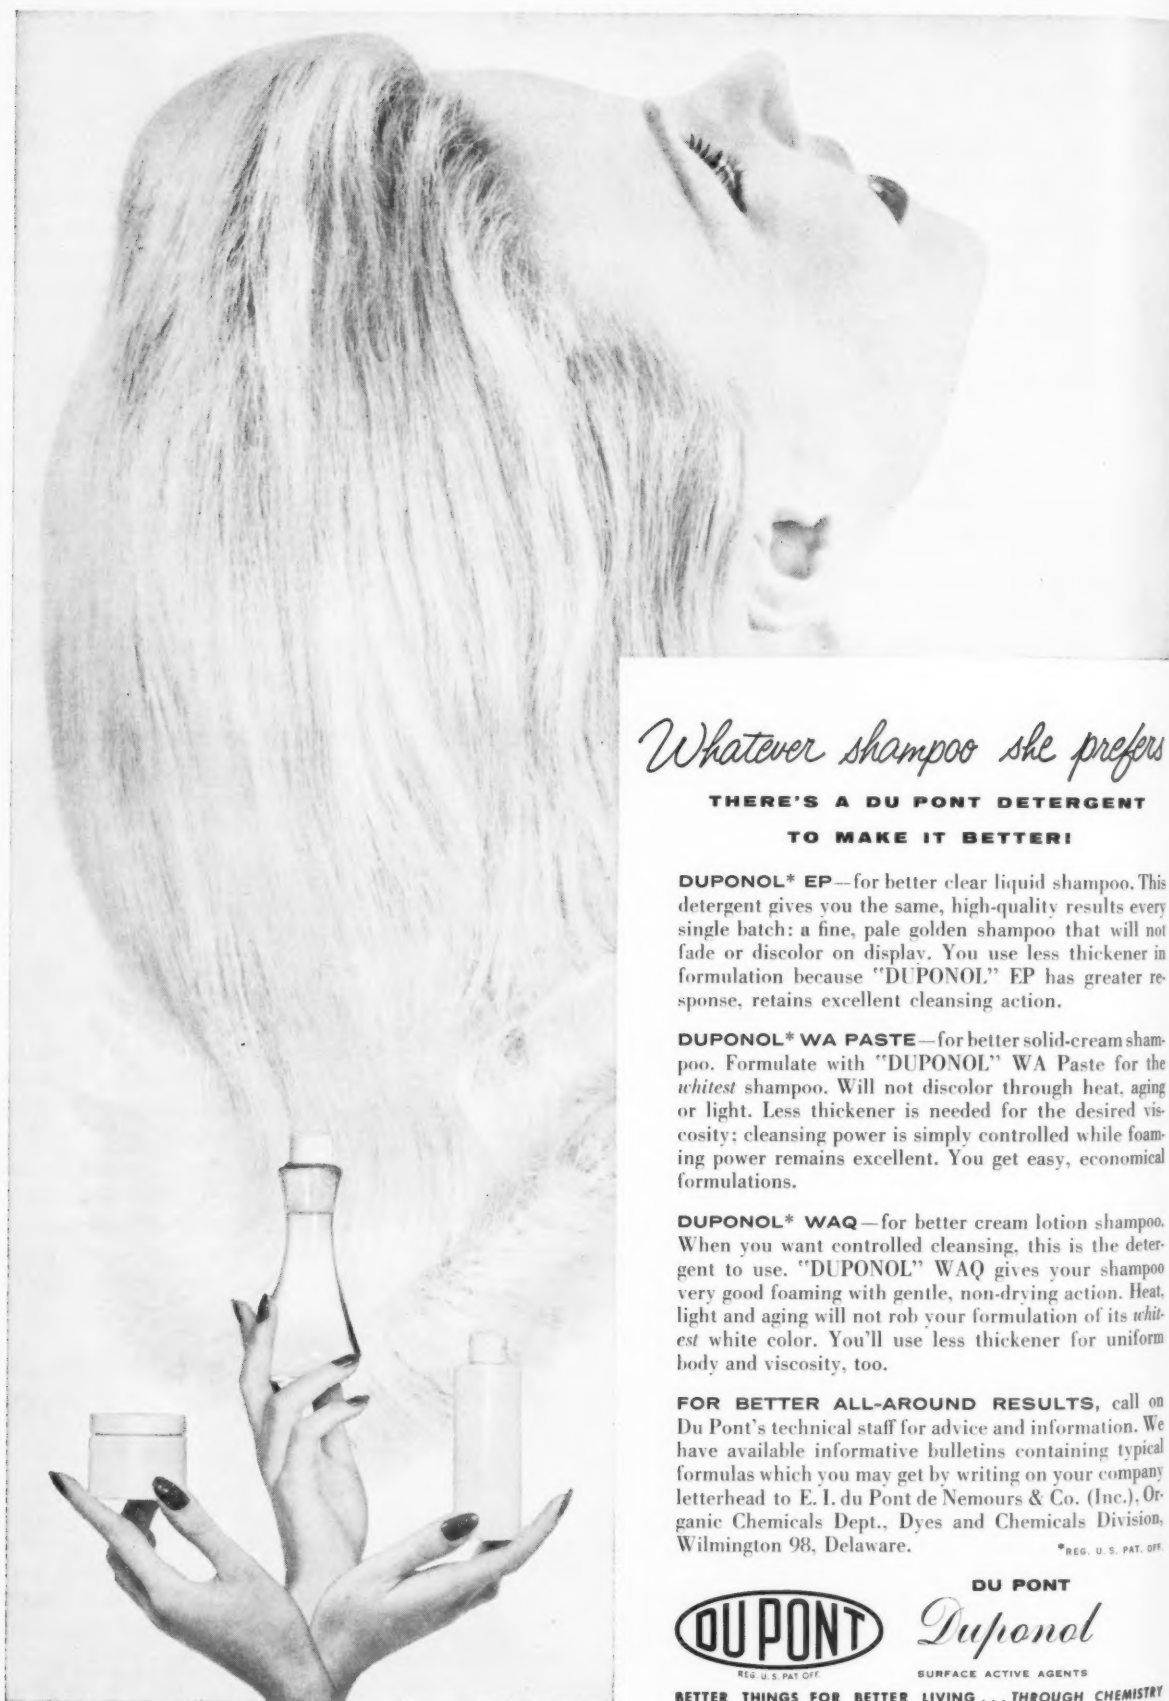 Whatever shampoo she prefers
THERE'S A DU PONT DETERGENT
TO MAKE IT BETTER!
DUPONOL* EP—for better clear liquid shampoo. This
detergent gives you the same, high-quality results every
single batch: a fine, pale golden shampoo that will not
fade or discolor on display. You use less thickener in
formulation because "DUPONOL" EP has greater re-
sponse, retains excellent cleansing action.
DUPONOL* WA PASTE—for better solid-cream sham-
poo. Formulate with "DUPONOL" WA Paste for the
whitest shampoo. Will not discolor through heat, aging
or light. Less thickener is needed for the desired vis-
cosity; cleansing power is simply controlled while foam-
ing power remains excellent. You get easy, economical
formulations.
DUPONOL* WAQ—for better cream lotion shampoo.
When you want controlled cleansing, this is the deter-
gent to use. "DUPONOL" WAQ gives your shampoo
very good foaming with gentle, non-drying action. Heat,
light and aging will not rob your formulation of its whit-
est white color. You'll use less thickener for uniform
body and viscosity, too.
FOR BETTER ALL-AROUND RESULTS, call on
Du Pont's technical staff for advice and information. We
have available informative bulletins containing typical
formulas which you may get by writing on your company
letterhead to E. I. du Pont de Nemours & Co. (Inc.), Or-
ganic Chemicals Dept., Dyes and Chemicals Division,
Wilmington 98, Delaware.
*REG. U. S. PAT. OFF.
DU PONT
REG. U.S. PAT. OFF.
DU PONT
Duponol
SURFACE ACTIVE AGENTS
BETTER THINGS FOR BETTER LIVING . . . THROUGH CHEMISTRY